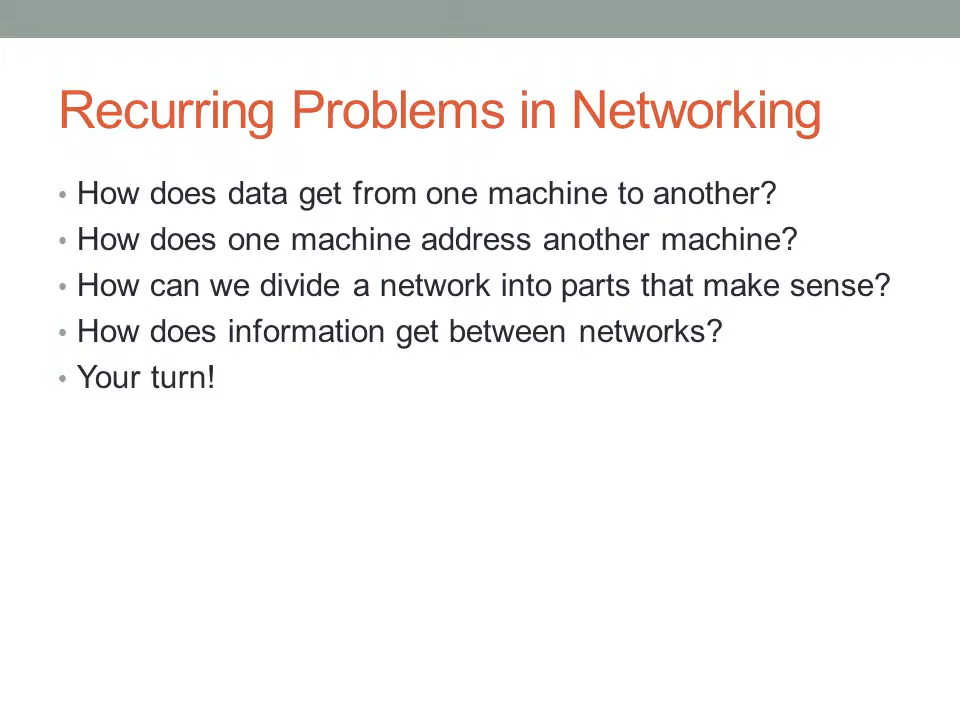 Recurring Problems in Networking
• How does data get from one machine to another?
• How does one machine address another machine?
• How can we divide a network into parts that make sense?
• How does information get between networks?
• Your turn!